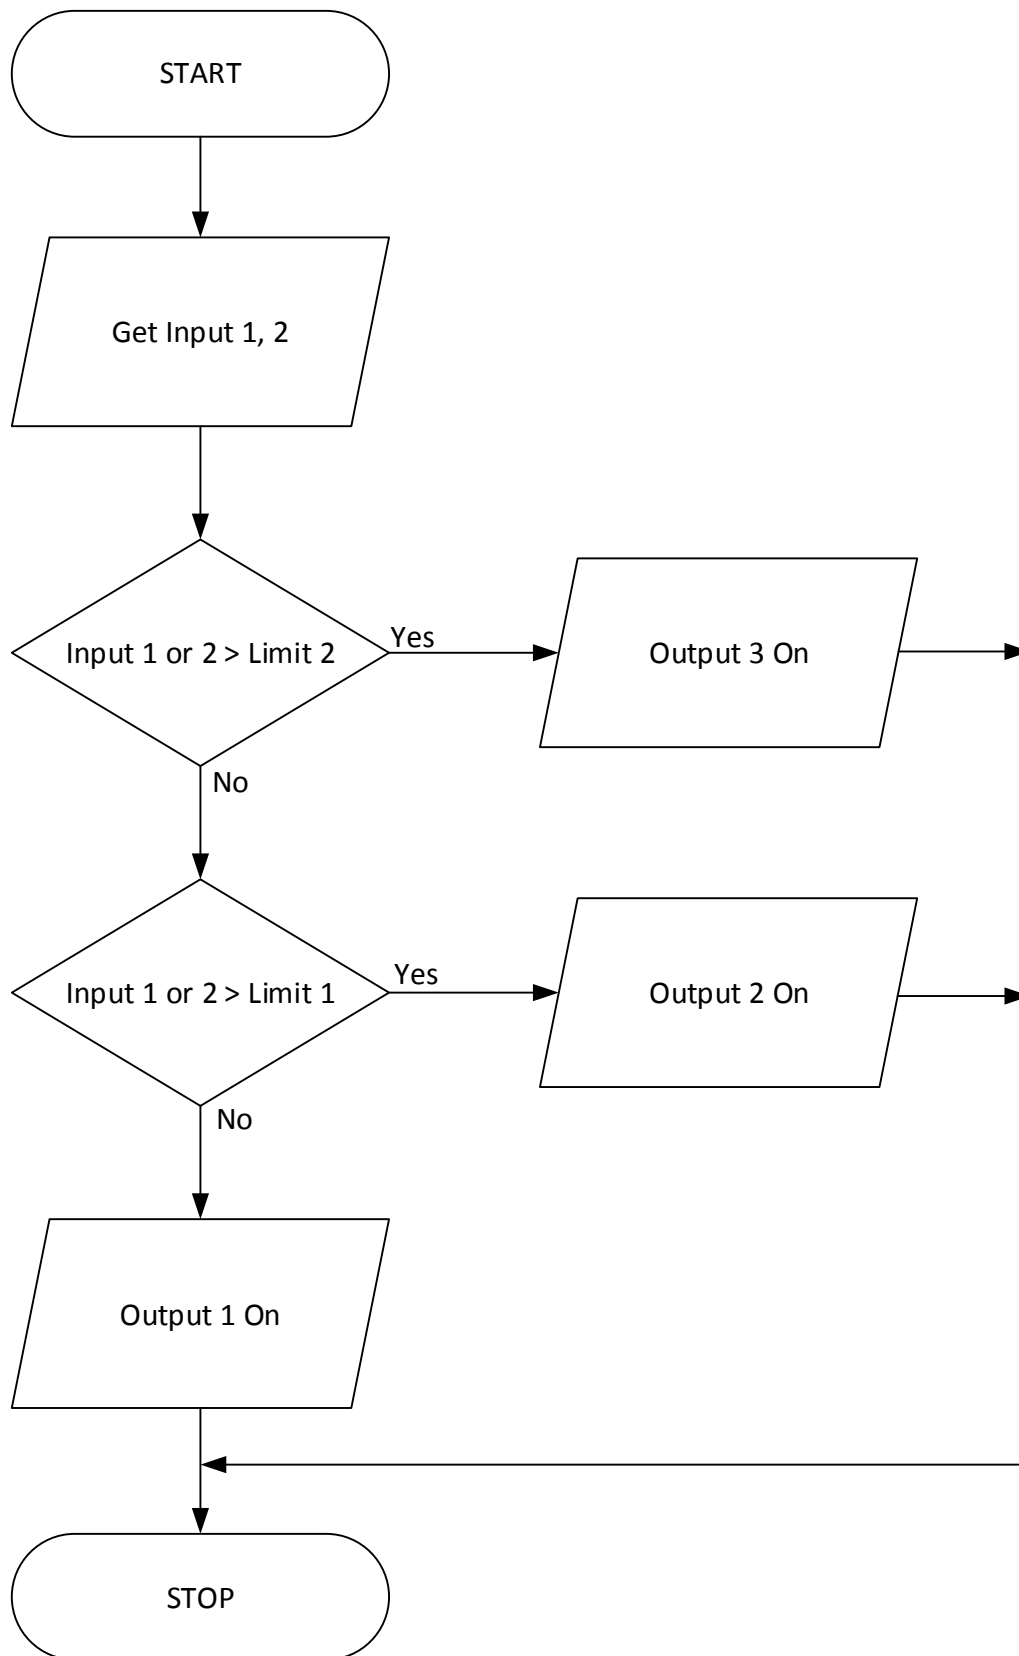 START
Get Input 1, 2
Input 1 or 2 > Limit 2
Yes
Output 3 On
No
Input 1 or 2 > Limit 1
Yes
Output 2 On
No
Output 1 On
STOP